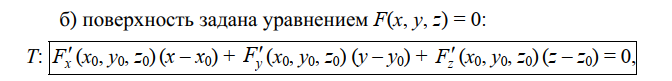 б) поверхность задана уравнением F(x, y, z) = 0:
T: F′x (x0, y0, z0) (x – x0) + F′y (x0, y0, z0) (y – y0) + F′z (x0, y0, z0) (z – z0) = 0,